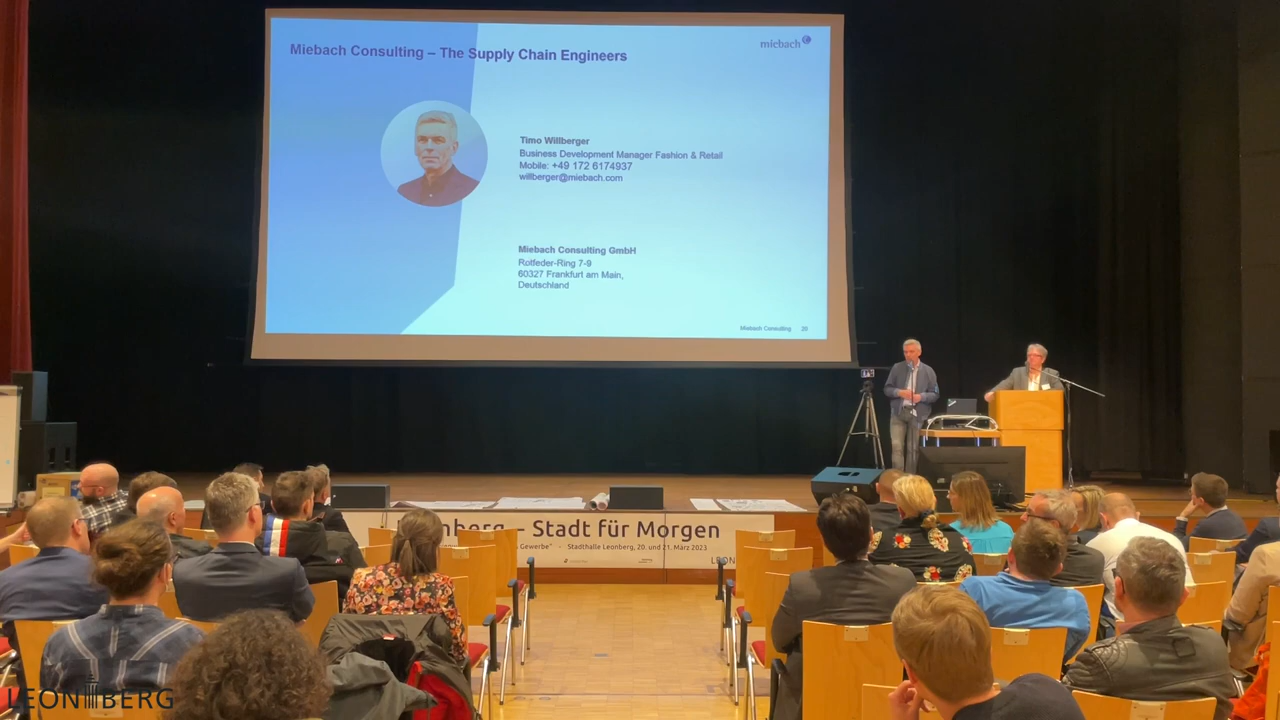 Miebach Consulting – The Supply Chain Engineers
miebach
Timo Willberger
Business Development Manager Fashion & Retail
Mobile: +49 172 6174937
willberger@miebach.com
Miebach Consulting GmbH
Rotfeder-Ring 7-9
60327 Frankfurt am Main,
Deutschland
Miebach Consulting 20
nberg – Stadt für Morgen
Gewerbe" – Stadthalle Leonberg, 20. und 21. März 2023
LEON
LEONBERG